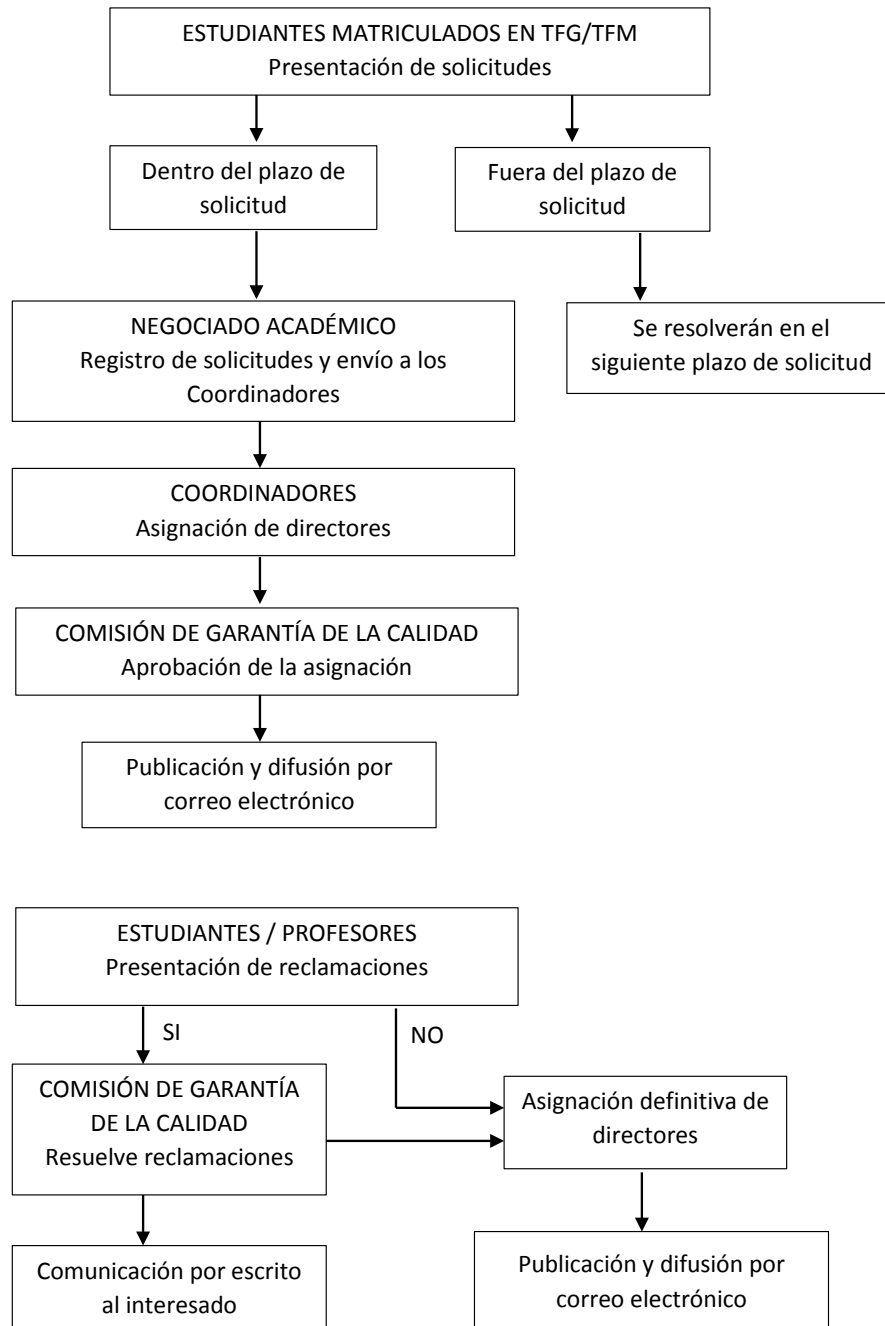 ESTUDIANTES MATRICULADOS EN TFG/TFM
Presentación de solicitudes
Dentro del plazo de
solicitud
Fuera del plazo de
solicitud
NEGOCIADO ACADÉMICO
Registro de solicitudes y envío a los
Coordinadores
Se resolverán en el
siguiente plazo de solicitud
COORDINADORES
Asignación de directores
COMISIÓN DE GARANTÍA DE LA CALIDAD
Aprobación de la asignación
Publicación y difusión por
correo electrónico
ESTUDIANTES / PROFESORES
Presentación de reclamaciones
SI
NO
COMISIÓN DE GARANTÍA
DE LA CALIDAD
Resuelve reclamaciones
Asignación definitiva de
directores
Comunicación por escrito
al interesado
Publicación y difusión por
correo electrónico